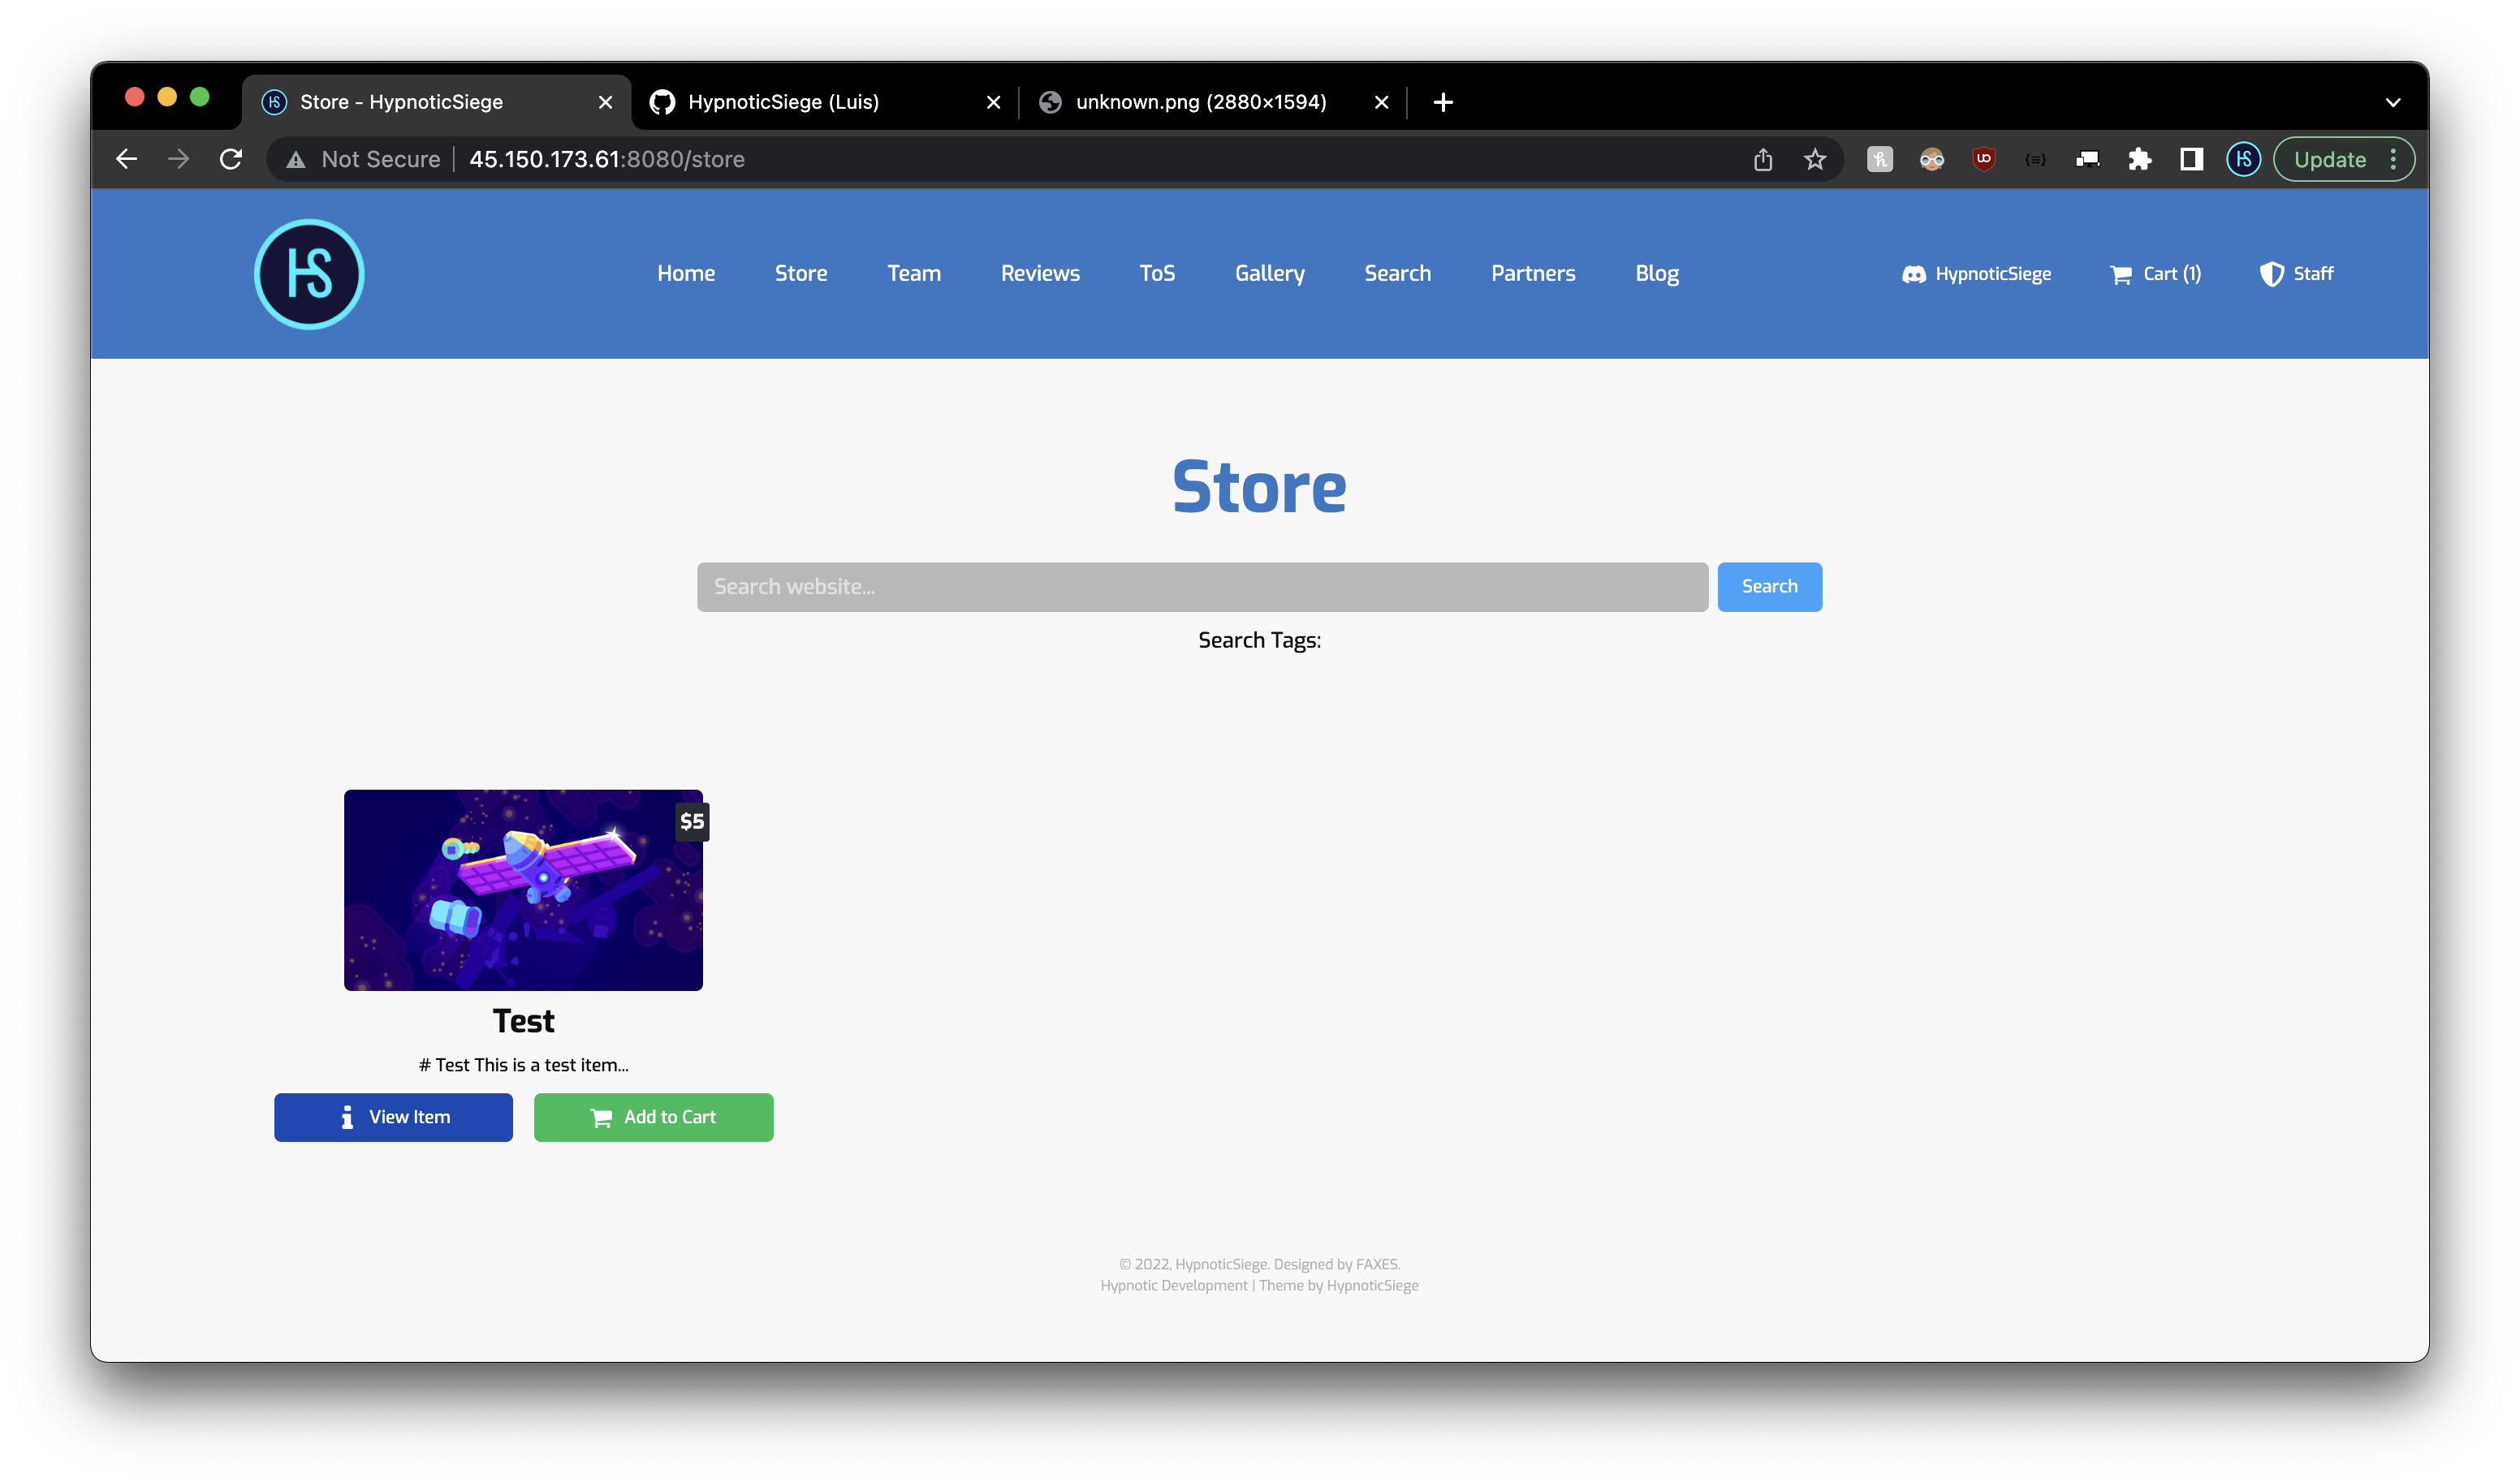 Store - HypnoticSiege
HypnoticSiege (Luis)
unknown.png (2880×1594)
Not Secure
45.150.173.61:8080/store
Update
HS
Home
Store
Team
Reviews
ToS
Gallery
Search
Partners
Blog
HypnoticSiege
Cart (1)
Staff
Store
Search website...
Search
Search Tags:
$5
Test
# Test This is a test item...
View Item
Add to Cart
© 2022, HypnoticSiege. Designed by FAXES.
Hypnotic Development | Theme by HypnoticSiege